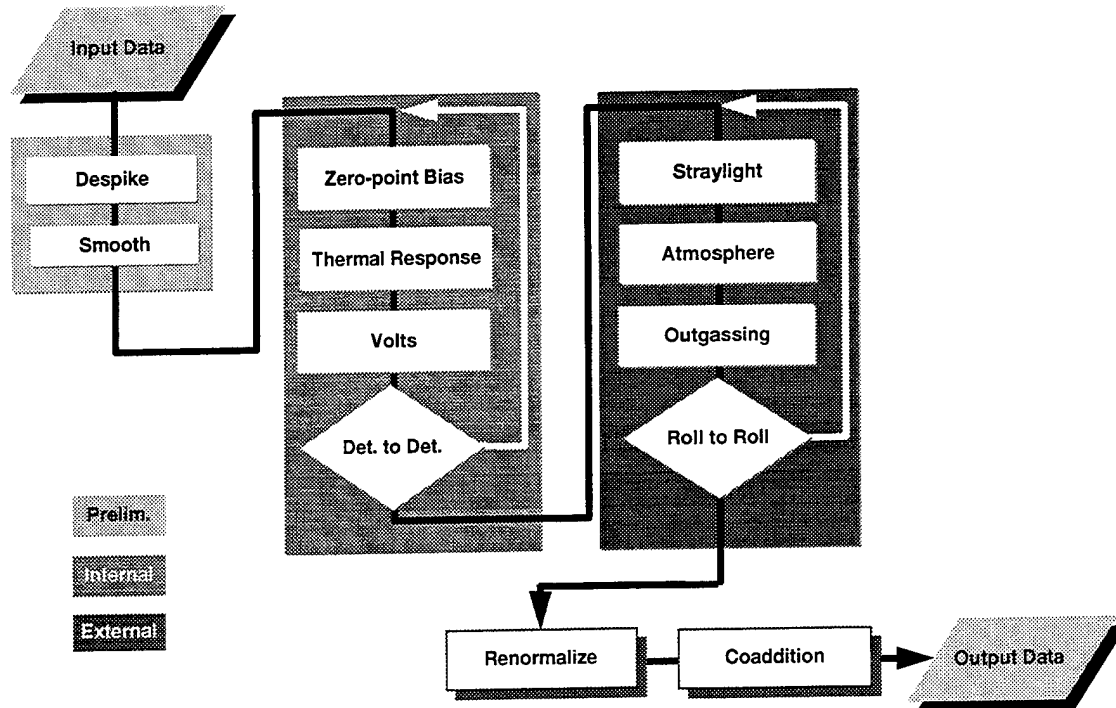 Input Data
Despike
Smooth
Zero-point Bias
Thermal Response
Volts
Det. to Det.
Straylight
Atmosphere
Outgassing
Roll to Roll
Prelim.
Internal
External
Renormalize
Coaddition
Output Data